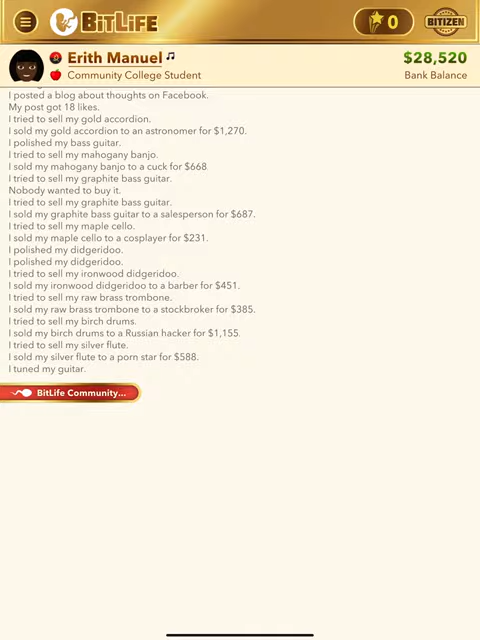 BitLife
0
BITIZEN
Erith Manuel
$28,520
Community College Student
Bank Balance
I posted a blog about thoughts on Facebook.
My post got 18 likes.
I tried to sell my gold accordion.
I sold my gold accordion to an astronomer for $1,270.
I polished my bass guitar.
I tried to sell my mahogany banjo.
I sold my mahogany banjo to a cuck for $668
I tried to sell my graphite bass guitar.
Nobody wanted to buy it.
I tried to sell my graphite bass guitar.
I sold my graphite bass guitar to a salesperson for $687.
I tried to sell my maple cello.
I sold my maple cello to a cosplayer for $231.
I polished my didgeridoo.
I polished my didgeridoo.
I tried to sell my ironwood didgeridoo.
I sold my ironwood didgeridoo to a barber for $451.
I tried to sell my raw brass trombone.
I sold my raw brass trombone to a stockbroker for $385.
I tried to sell my birch drums.
I sold my birch drums to a Russian hacker for $1,155.
I tried to sell my silver flute.
I sold my silver flute to a porn star for $588.
I tuned my guitar.
BitLife Community...